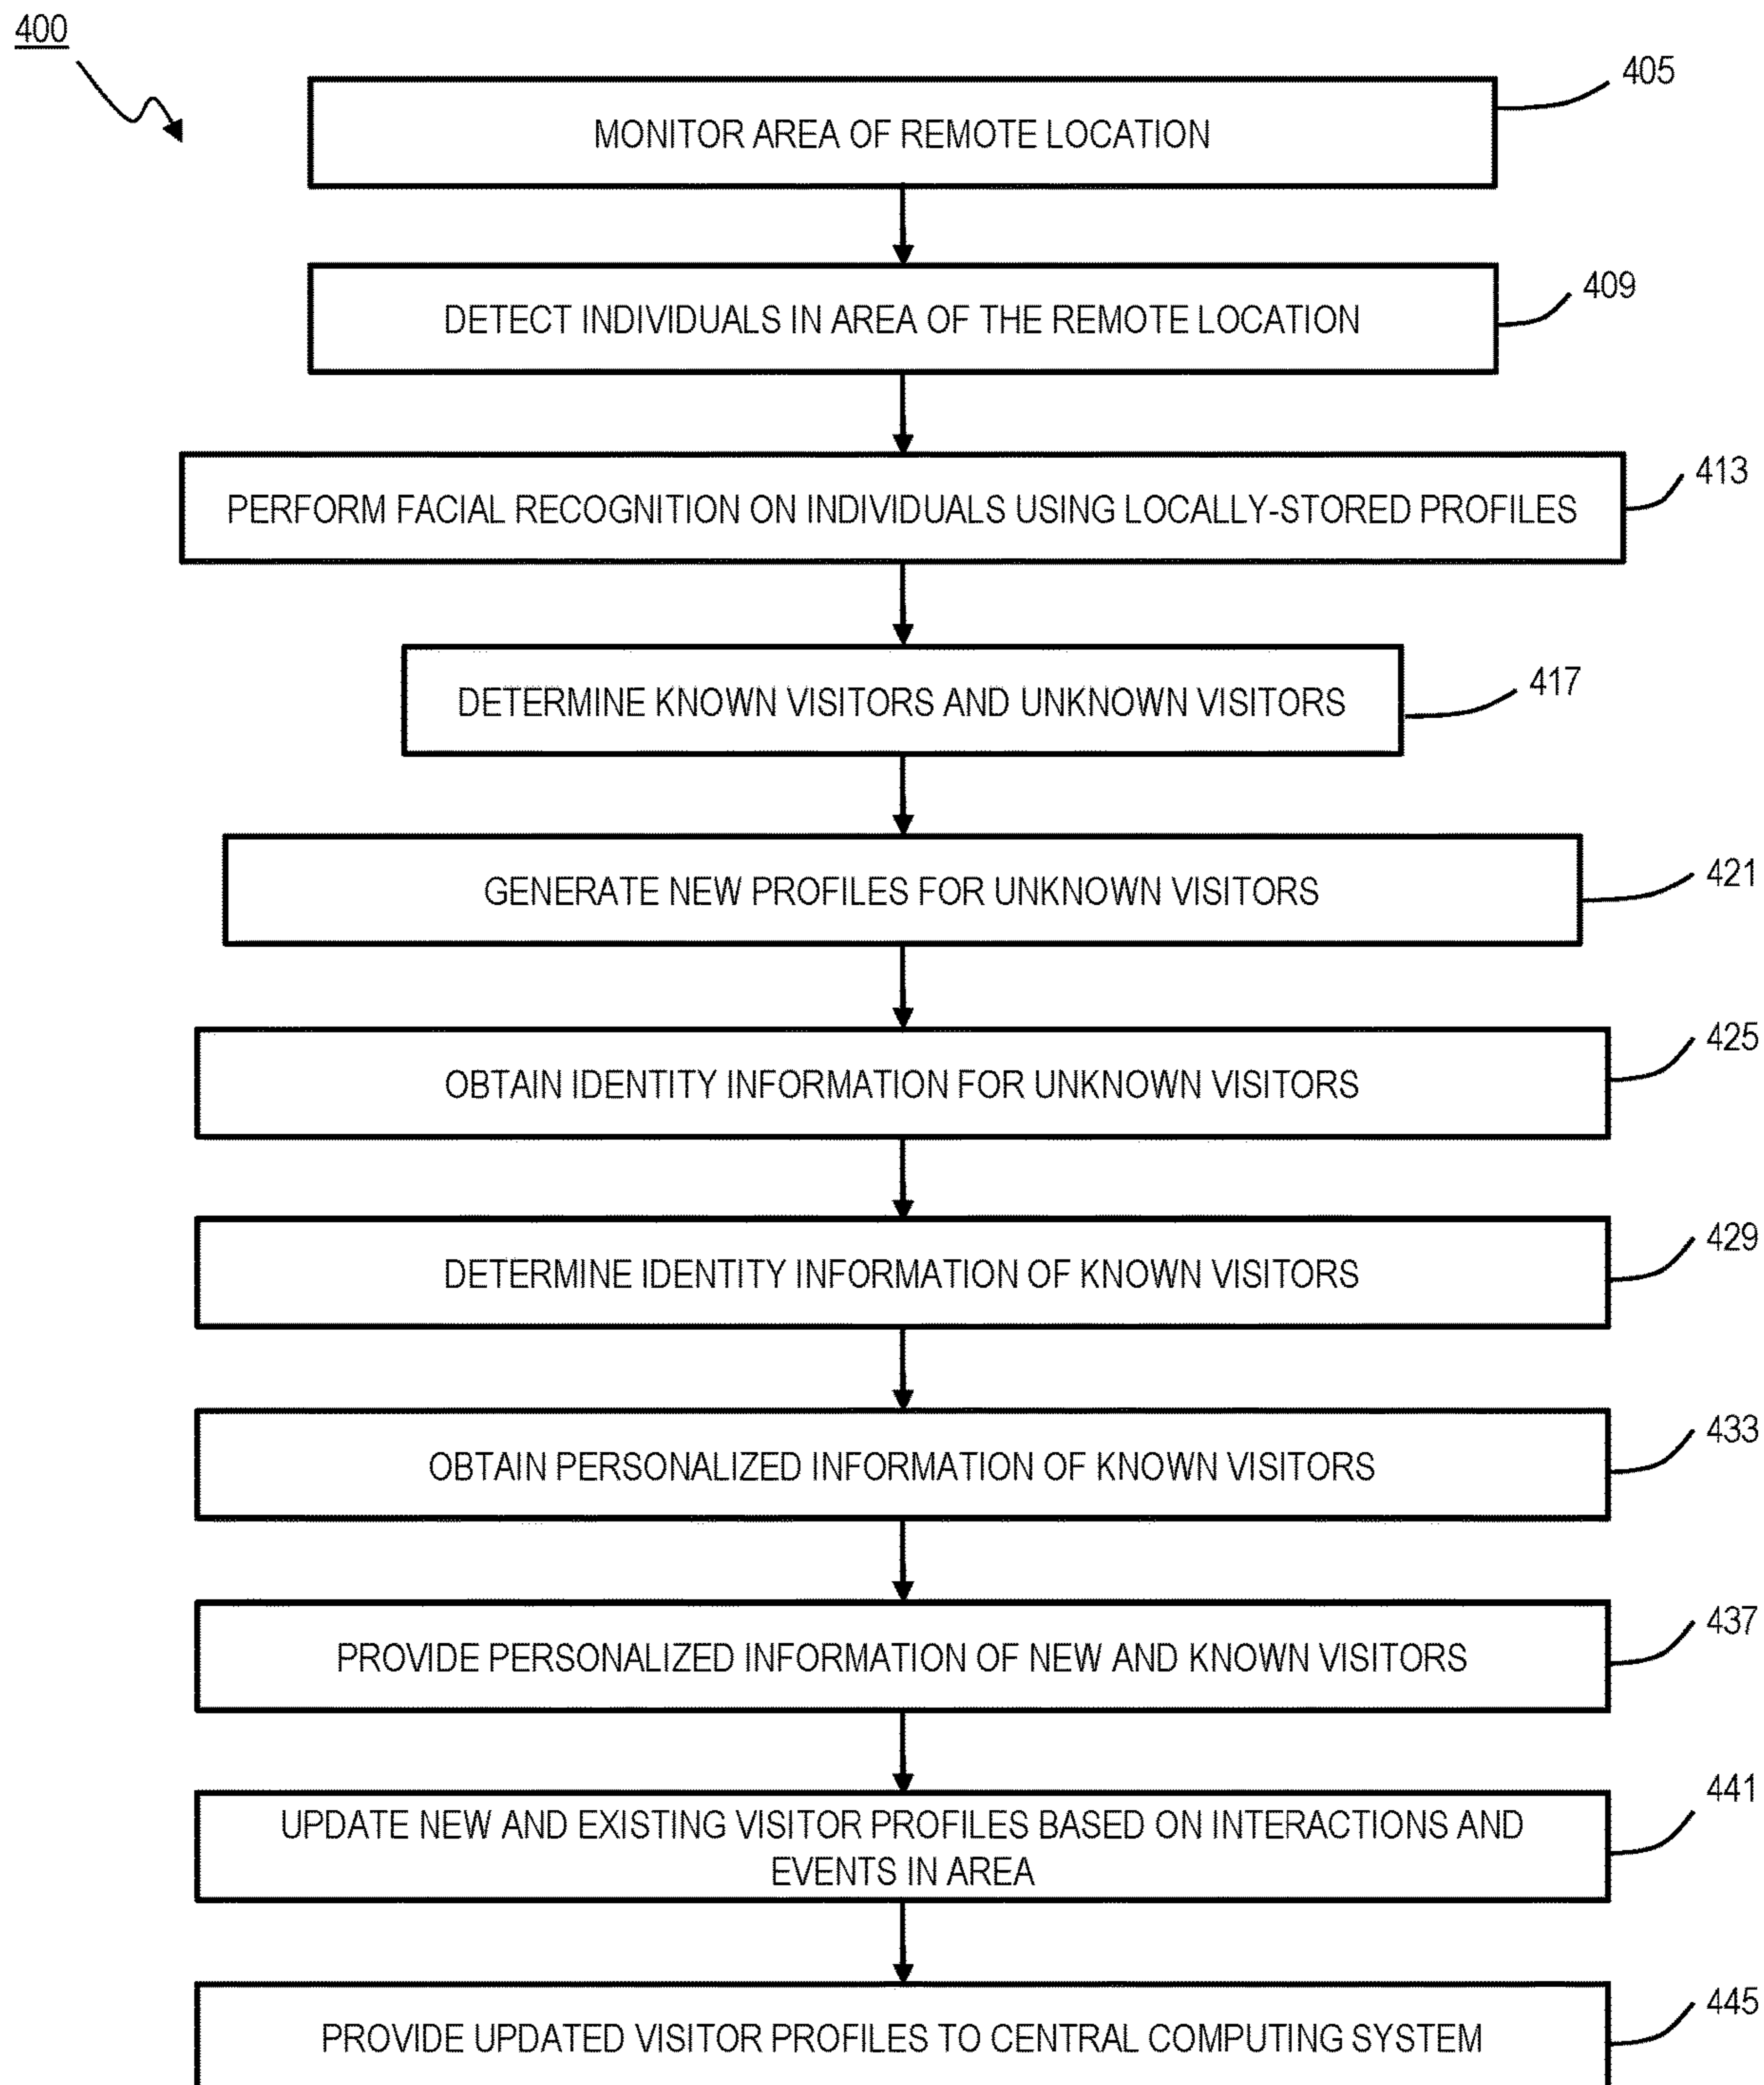 400
MONITOR AREA OF REMOTE LOCATION
405
DETECT INDIVIDUALS IN AREA OF THE REMOTE LOCATION
409
PERFORM FACIAL RECOGNITION ON INDIVIDUALS USING LOCALLY-STORED PROFILES
413
DETERMINE KNOWN VISITORS AND UNKNOWN VISITORS
417
GENERATE NEW PROFILES FOR UNKNOWN VISITORS
421
OBTAIN IDENTITY INFORMATION FOR UNKNOWN VISITORS
425
DETERMINE IDENTITY INFORMATION OF KNOWN VISITORS
429
OBTAIN PERSONALIZED INFORMATION OF KNOWN VISITORS
433
PROVIDE PERSONALIZED INFORMATION OF NEW AND KNOWN VISITORS
437
UPDATE NEW AND EXISTING VISITOR PROFILES BASED ON INTERACTIONS AND
EVENTS IN AREA
441
PROVIDE UPDATED VISITOR PROFILES TO CENTRAL COMPUTING SYSTEM
445